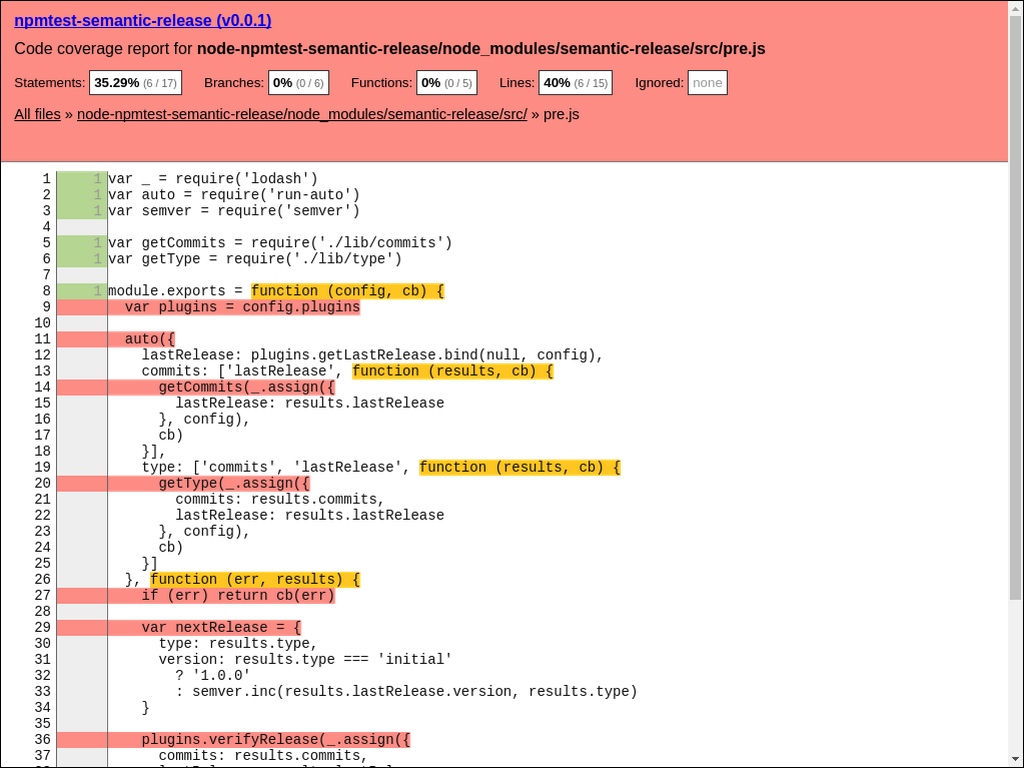 npmtest-semantic-release (v0.0.1)
Code coverage report for node-npmtest-semantic-release/node_modules/semantic-release/src/pre.js
Statements: 35.29% (6 / 17) Branches: 0% (0 / 6) Functions: 0% (0 / 5) Lines: 40% (6 / 15) Ignored: none
All files » node-npmtest-semantic-release/node_modules/semantic-release/src/ » pre.js
1 1 var _ = require('lodash')
2 1 var auto = require('run-auto')
3 1 var semver = require('semver')
4
5 1 var getCommits = require('./lib/commits')
6 1 var getType = require('./lib/type')
7
8 1 module.exports = function (config, cb) {
9 var plugins = config.plugins
10
11 auto({
12 lastRelease: plugins.getLastRelease.bind(null, config),
13 commits: ['lastRelease', function (results, cb) {
14 getCommits(_.assign({
15 lastRelease: results.lastRelease
16 }, config),
17 cb)
18 }],
19 type: ['commits', 'lastRelease', function (results, cb) {
20 getType(_.assign({
21 commits: results.commits,
22 lastRelease: results.lastRelease
23 }, config),
24 cb)
25 }]
26 }, function (err, results) {
27 if (err) return cb(err)
28
29 var nextRelease = {
30 type: results.type,
31 version: results.type === 'initial'
32 ? '1.0.0'
33 : semver.inc(results.lastRelease.version, results.type)
34 }
35
36 plugins.verifyRelease(_.assign({
37 commits: results.commits,